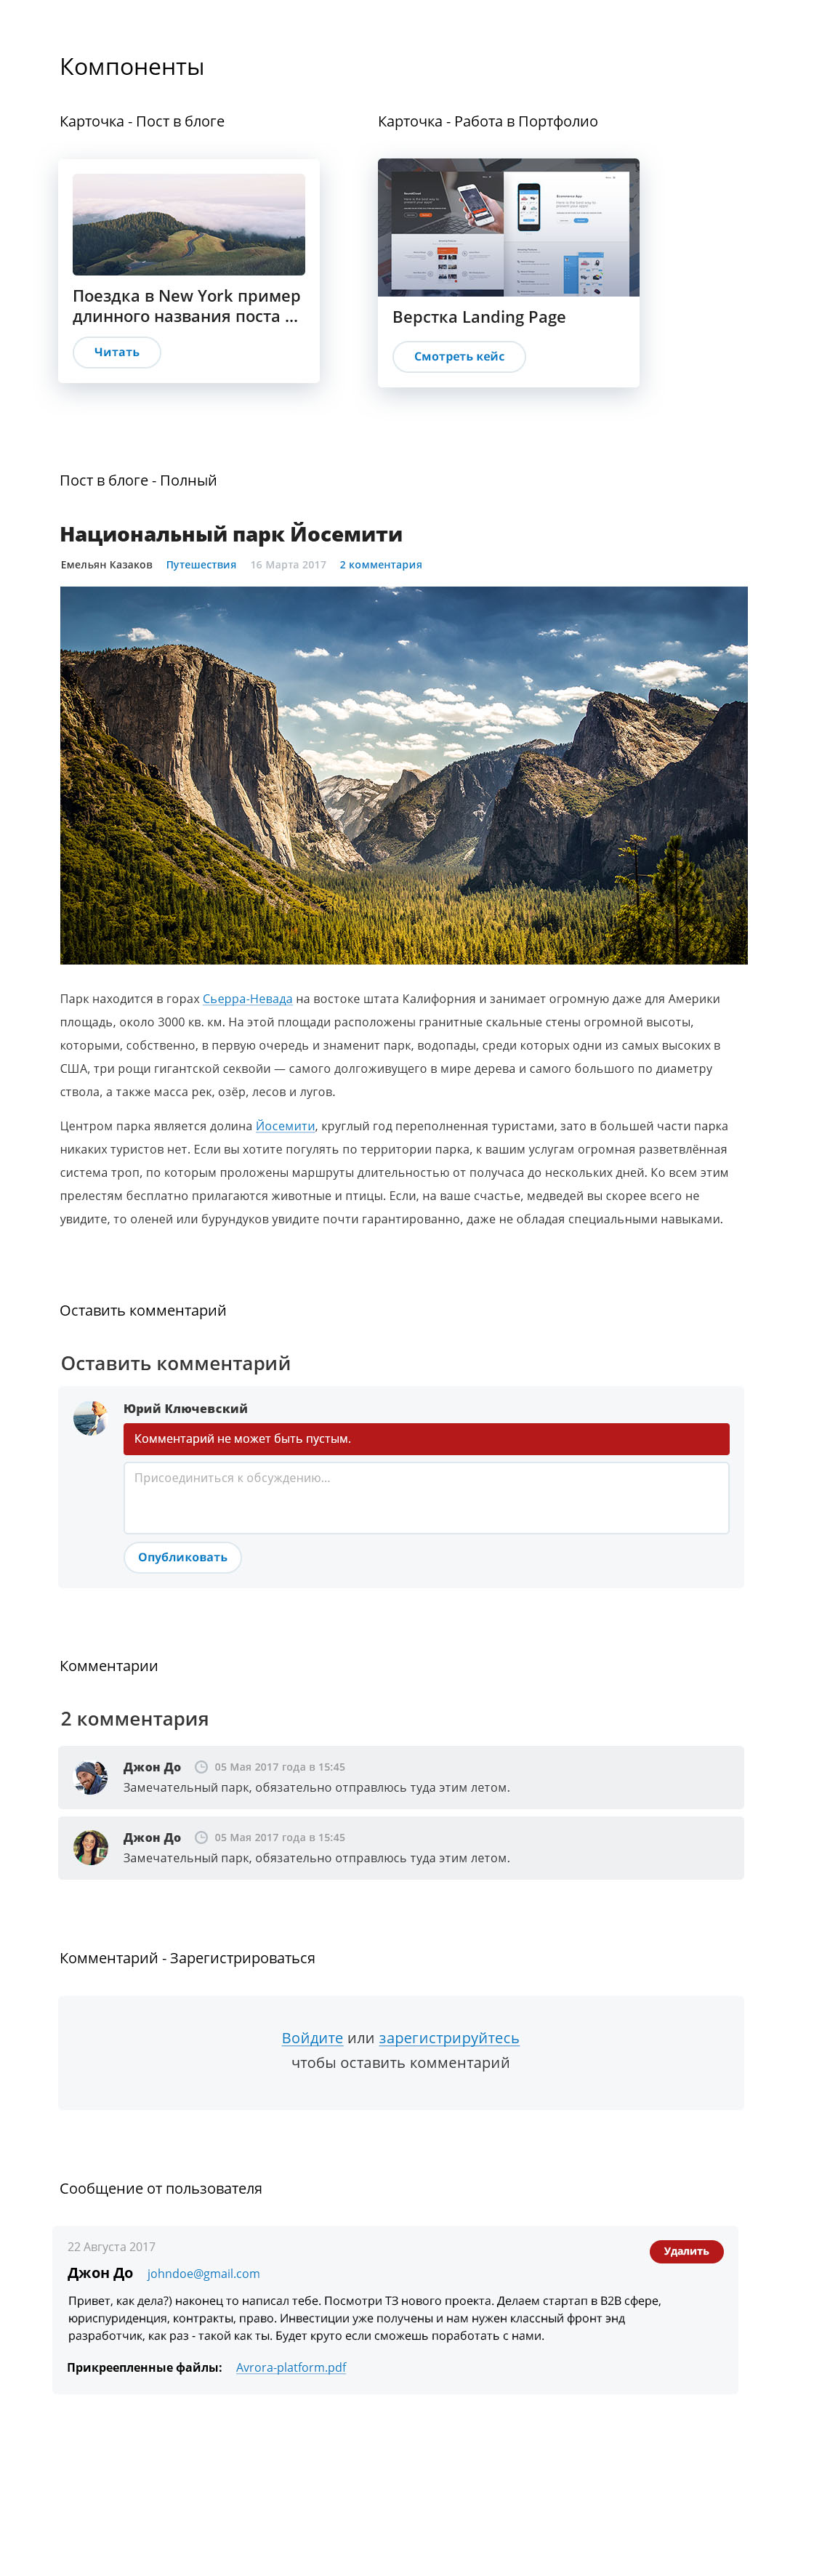 Компоненты
Карточка - Пост в блоге
Карточка - Работа в Портфолио
Поездка в New York пример
длинного названия поста ...
Читать
Верстка Landing Page
Смотреть кейс
Пост в блоге - Полный
Национальный парк Йосемити
Емельян Казаков Путешествия 16 Марта 2017 2 комментария
Парк находится в горах Сьерра-Невада на востоке штата Калифорния и занимает огромную даже для Америки
площадь, около 3000 кв. км. На этой площади расположены гранитные скальные стены огромной высоты,
которыми, собственно, в первую очередь и знаменит парк, водопады, среди которых одни из самых высоких в
США, три рощи гигантской секвойи — самого долгоживущего в мире дерева и самого большого по диаметру
ствола, а также масса рек, озёр, лесов и лугов.
Центром парка является долина Йосемити, круглый год переполненная туристами, зато в большей части парка
никаких туристов нет. Если вы хотите погулять по территории парка, к вашим услугам огромная разветвлённая
система троп, по которым проложены маршруты длительностью от получаса до нескольких дней. Ко всем этим
прелестям бесплатно прилагаются животные и птицы. Если, на ваше счастье, медведей вы скорее всего не
увидите, то оленей или бурундуков увидите почти гарантированно, даже не обладая специальными навыками.
Оставить комментарий
Оставить комментарий
Юрий Ключевский
Комментарий не может быть пустым.
Присоединиться к обсуждению...
Опубликовать
Комментарии
2 комментария
Джон До 05 Мая 2017 года в 15:45
Замечательный парк, обязательно отправлюсь туда этим летом.
Джон До 05 Мая 2017 года в 15:45
Замечательный парк, обязательно отправлюсь туда этим летом.
Комментарий - Зарегистрироваться
Войдите или зарегистрируйтесь
чтобы оставить комментарий
Сообщение от пользователя
22 Августа 2017
Удалить
Джон До johndoe@gmail.com
Привет, как дела?) наконец то написал тебе. Посмотри ТЗ нового проекта. Делаем стартап в B2B сфере,
юриспуриденция, контракты, право. Инвестиции уже получены и нам нужен классный фронт энд
разработчик, как раз - такой как ты. Будет круто если сможешь поработать с нами.
Прикреепленные файлы: Avrora-platform.pdf